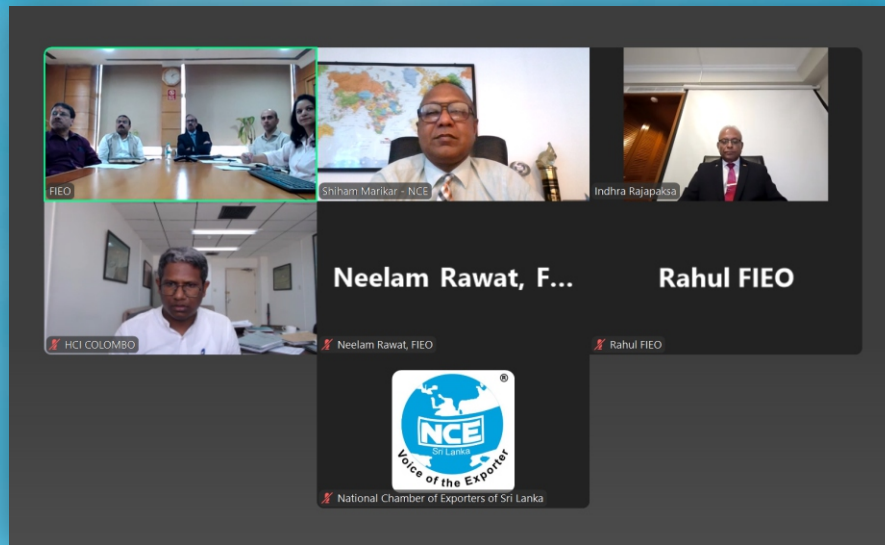 FIEO
Shiham Marikar - NCE
Indhra Rajapaksa
HCI COLOMBO
Neelam Rawat, F...
Neelam Rawat, FIEO
Rahul FIEO
Rahul FIEO
®
NCE
Sri Lanka
Voice of the Exporter
National Chamber of Exporters of Sri Lanka